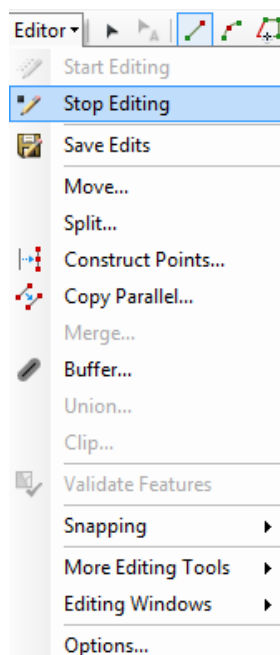 Editor
Start Editing
Stop Editing
Save Edits
Move...
Split...
Construct Points...
Copy Parallel...
Merge...
Buffer...
Union...
Clip...
Validate Features
Snapping
More Editing Tools
Editing Windows
Options...